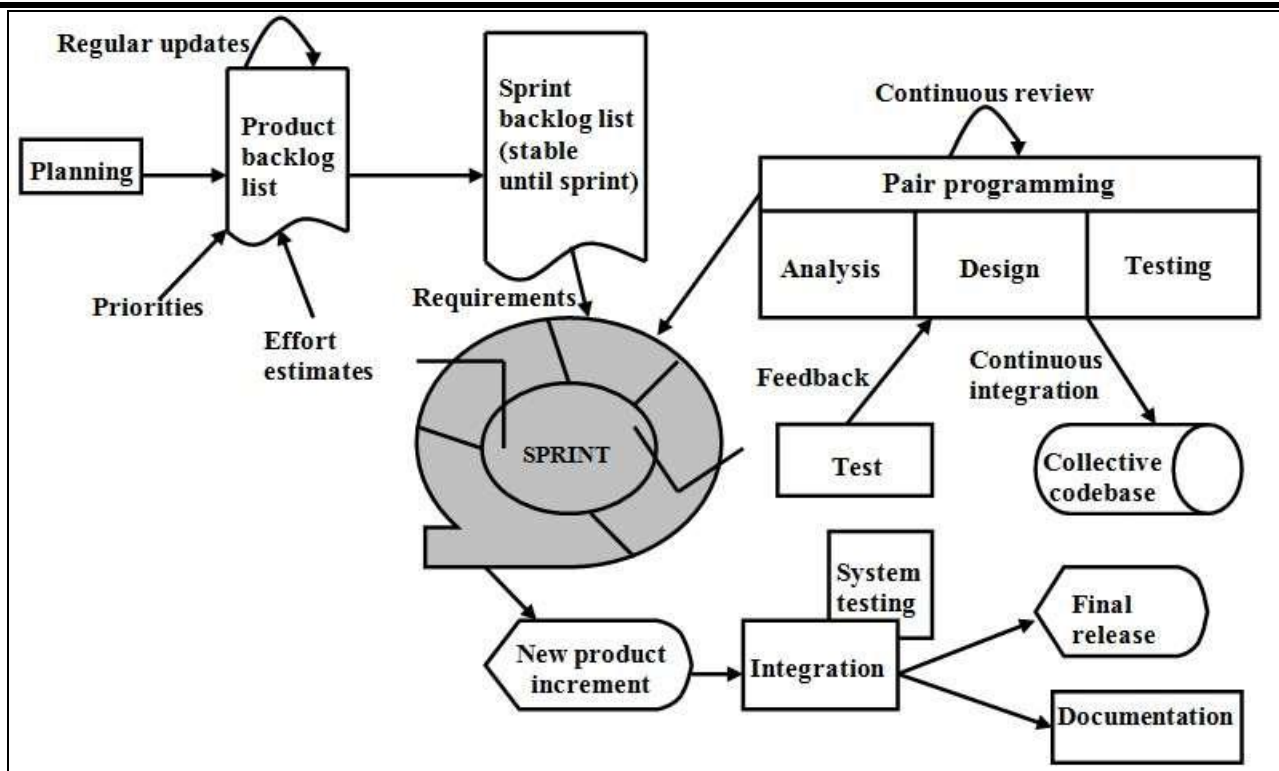 Regular updates
Planning
Product
backlog
list
Sprint
backlog list
(stable
until sprint)
Continuous review
Pair programming
Analysis
Design
Testing
Priorities
Effort
estimates
Requirements
SPRINT
Feedback
Continuous
integration
Test
Collective
codebase
System
testing
New product
increment
Integration
Final
release
Documentation